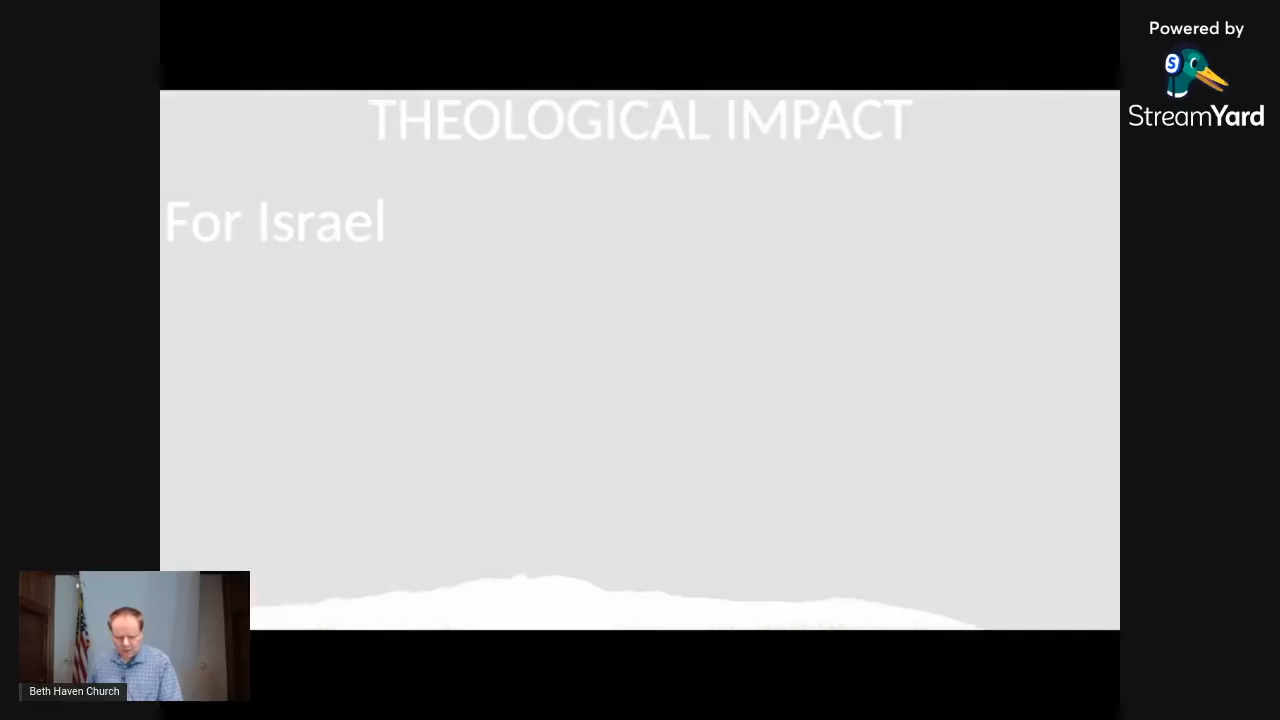 Powered by
S
StreamYard
THEOLOGICAL IMPACT
For Israel
Beth Haven Church